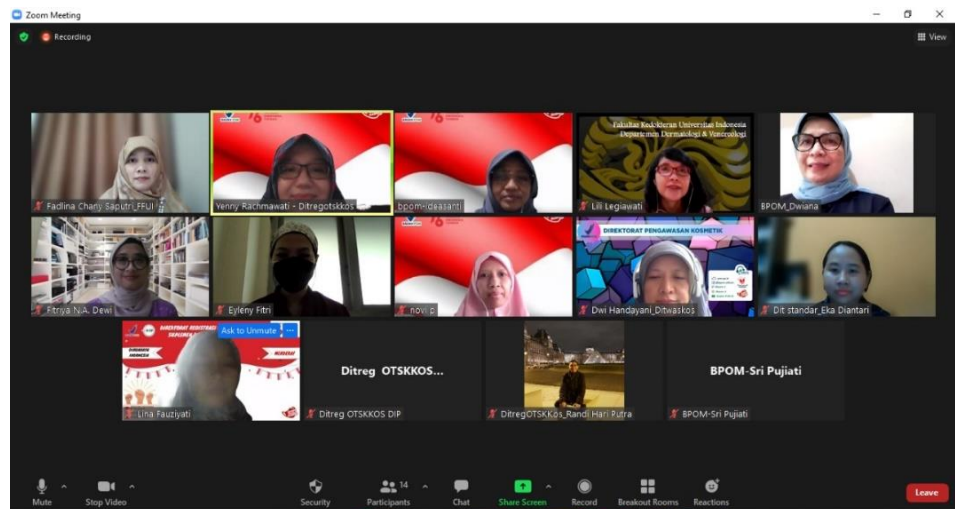 Zoom Meeting
Recording
View
Fadlina Chany Saputri_FFUI
Yenny Rachmawati - Ditregotskkos
bpom-ideasanti
Fakultas Kedokteran Universitas Indonesia
Departemen Dermatologi & Venereologi
Lili Legiawati
BPOM_Dwiana
Fitriya N.A. Dewi
Eyleny Fitri
novi p
DIREKTORAT PENGAWASAN KOSMETIK
Dwi Handayani_Ditwaskos
Dit standar_Eka Diantari
DIREKTORAT REGISTRASI
Ask to Unmute
...
Lina Fauziyati
Ditreg OTSKKOS...
Ditreg OTSKKOS DIP
DitregOTSKKos_Randi Hari Putra
BPOM-Sri Pujiati
BPOM-Sri Pujiati
Mute
Stop Video
Security
14
Participants
Chat
Share Screen
Record
Breakout Rooms
Reactions
Leave